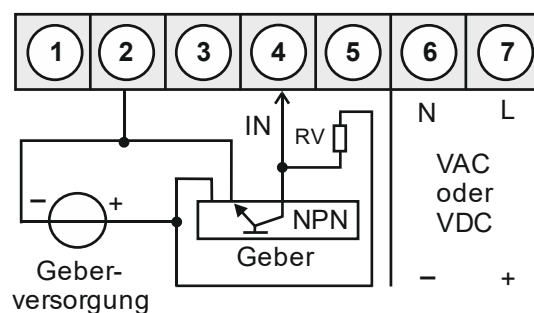 1 2 3 4 5 6 7
IN
RV
N L
VAC
oder
VDC
− +
NPN
Geber
− +
Geber-
versorgung